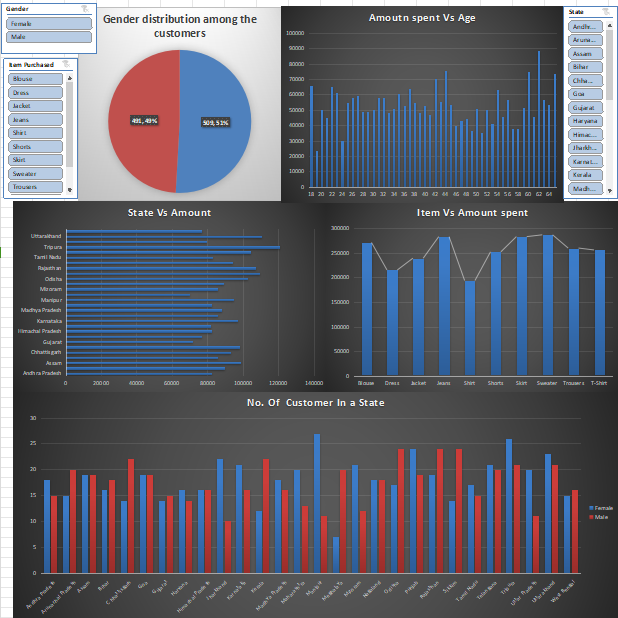 Gender
Female
Male
Item Purchased
Blouse
Dress
Jacket
Jeans
Shirt
Shorts
Skirt
Sweater
Trousers
Gender distribution among the
customers
491, 49%
509, 51%
Amoutn spent Vs Age
100000
90000
80000
70000
60000
50000
40000
30000
20000
10000
0
18 20 22 24 26 28 30 32 34 36 38 40 42 44 46 48 50 52 54 56 58 60 62 64
State
Andh...
Aruna...
Assam
Bihar
Chha...
Goa
Gujarat
Haryana
Himac...
Jharkh...
Karnat...
Kerala
Madh...
State Vs Amount
Uttarakhand
Tripura
Tamil Nadu
Rajasthan
Odisha
Mizoram
Manipur
Madhya Pradesh
Karnataka
Himachal Pradesh
Gujarat
Chhattisgarh
Assam
Andhra Pradesh
0 20000 40000 60000 80000 100000 120000 140000
Item Vs Amount spent
300000
250000
200000
150000
100000
50000
0
Blouse Dress Jacket Jeans Shirt Shorts Skirt Sweater Trousers T-Shirt
No. Of Customer In a State
30
25
20
15
10
5
0
Female
Male